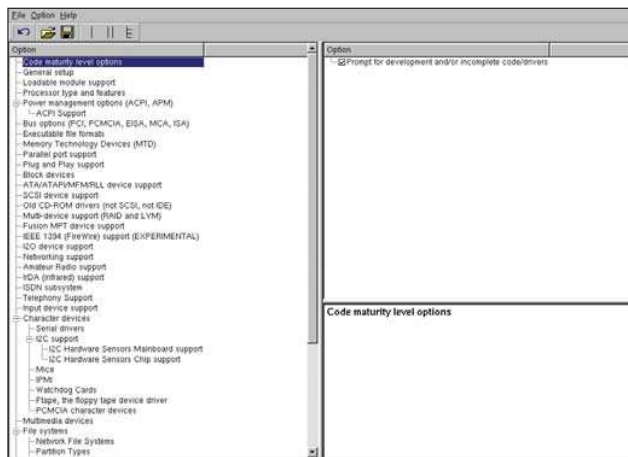 File Option Help
Option
Code maturity level options
General setup
Loadable module support
Processor type and features
Power management options (ACPI, APM)
ACPI Support
Bus options (PCI, PCMCIA, EISA, MCA, ISA)
Executable file formats
Memory Technology Devices (MTD)
Parallel port support
Plug and Play support
Block devices
ATA/ATAPI/MFM/RLL device support
SCSI device support
Old CD-ROM drivers (not SCSI, not IDE)
Multi-device support (RAID and LVM)
Fusion MPT device support
IEEE 1394 (FireWire) support (EXPERIMENTAL)
I2O device support
Networking support
Amateur Radio support
IrDA (infrared) support
ISDN subsystem
Telephony Support
Input device support
Character devices
Serial drivers
I2C support
I2C Hardware Sensors Mainboard support
I2C Hardware Sensors Chip support
Mice
IPMI
Watchdog Cards
Ftape, the floppy tape device driver
PCMCIA character devices
Multimedia devices
File systems
Network File Systems
Partition Types
Option
Prompt for development and/or incomplete code/drivers
Code maturity level options